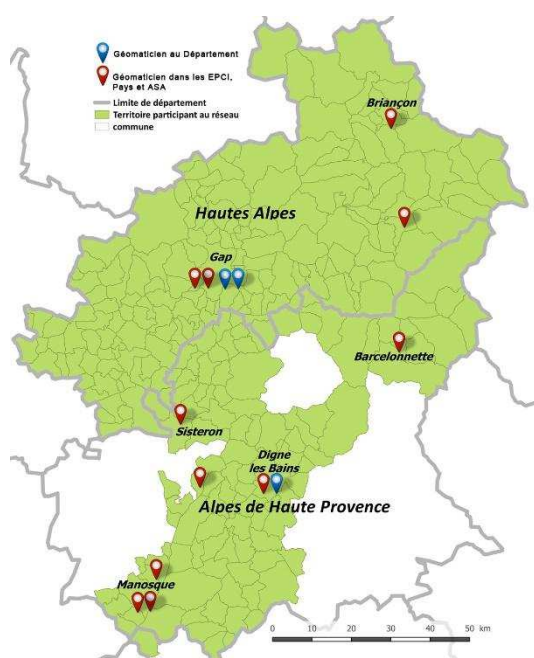 Géomaticien au Département
Géomaticien dans les EPCI,
Pays et ASA
Limite de département
Territoire participant au réseau
commune
Briançon
Hautes Alpes
Gap
Barcelonnette
Sisteron
Digne
les Bains
Alpes de Haute Provence
Manosque
0 10 20 30 40 50 km